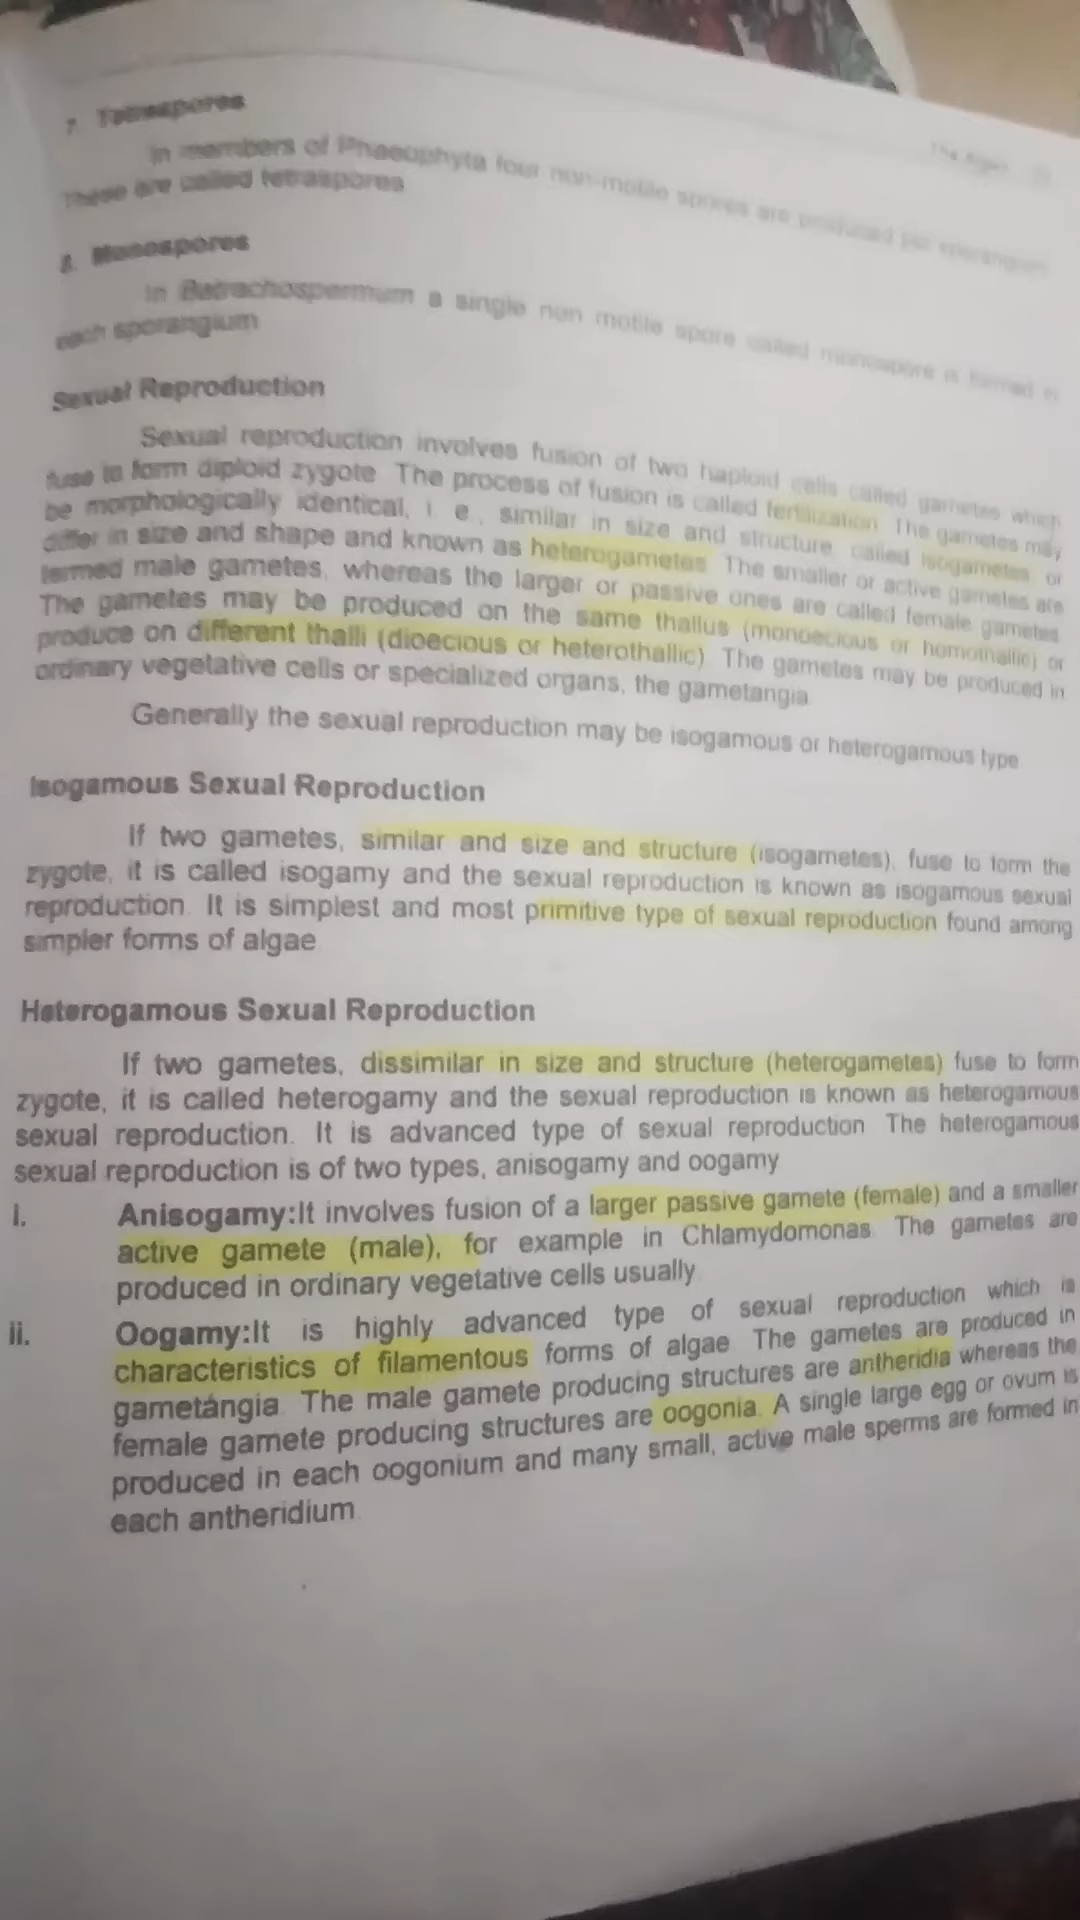 The Algae
7. Tetraspores
In members of Phaeophyta four non-motile spores are produced per sporangium.
These are called tetraspores
8. Monospores
In Batrachospermum a single non motile spore called monospore is formed in
each sporangium
Sexual Reproduction
Sexual reproduction involves fusion of two haploid cells called gametes which
fuse to form diploid zygote The process of fusion is called fertilization The gametes may
be morphologically identical, i. e., similar in size and structure called isogametes or
differ in size and shape and known as heterogametes The smaller or active gametes are
termed male gametes, whereas the larger or passive ones are called female gametes
The gametes may be produced on the same thallus (monoecious or homothallic) or
produce on different thalli (dioecious or heterothallic) The gametes may be produced in
ordinary vegetative cells or specialized organs, the gametangia
Generally the sexual reproduction may be isogamous or heterogamous type
Isogamous Sexual Reproduction
If two gametes, similar and size and structure (isogametes), fuse to form the
zygote, it is called isogamy and the sexual reproduction is known as isogamous sexual
reproduction. It is simplest and most primitive type of sexual reproduction found among
simpler forms of algae
Heterogamous Sexual Reproduction
If two gametes, dissimilar in size and structure (heterogametes) fuse to form
zygote, it is called heterogamy and the sexual reproduction is known as heterogamous
sexual reproduction. It is advanced type of sexual reproduction The heterogamous
sexual reproduction is of two types, anisogamy and oogamy
i. Anisogamy:It involves fusion of a larger passive gamete (female) and a smaller
active gamete (male), for example in Chlamydomonas. The gametes are
produced in ordinary vegetative cells usually
ii. Oogamy:It is highly advanced type of sexual reproduction which is
characteristics of filamentous forms of algae The gametes are produced in
gametangia. The male gamete producing structures are antheridia whereas the
female gamete producing structures are oogonia. A single large egg or ovum is
produced in each oogonium and many small, active male sperms are formed in
each antheridium.